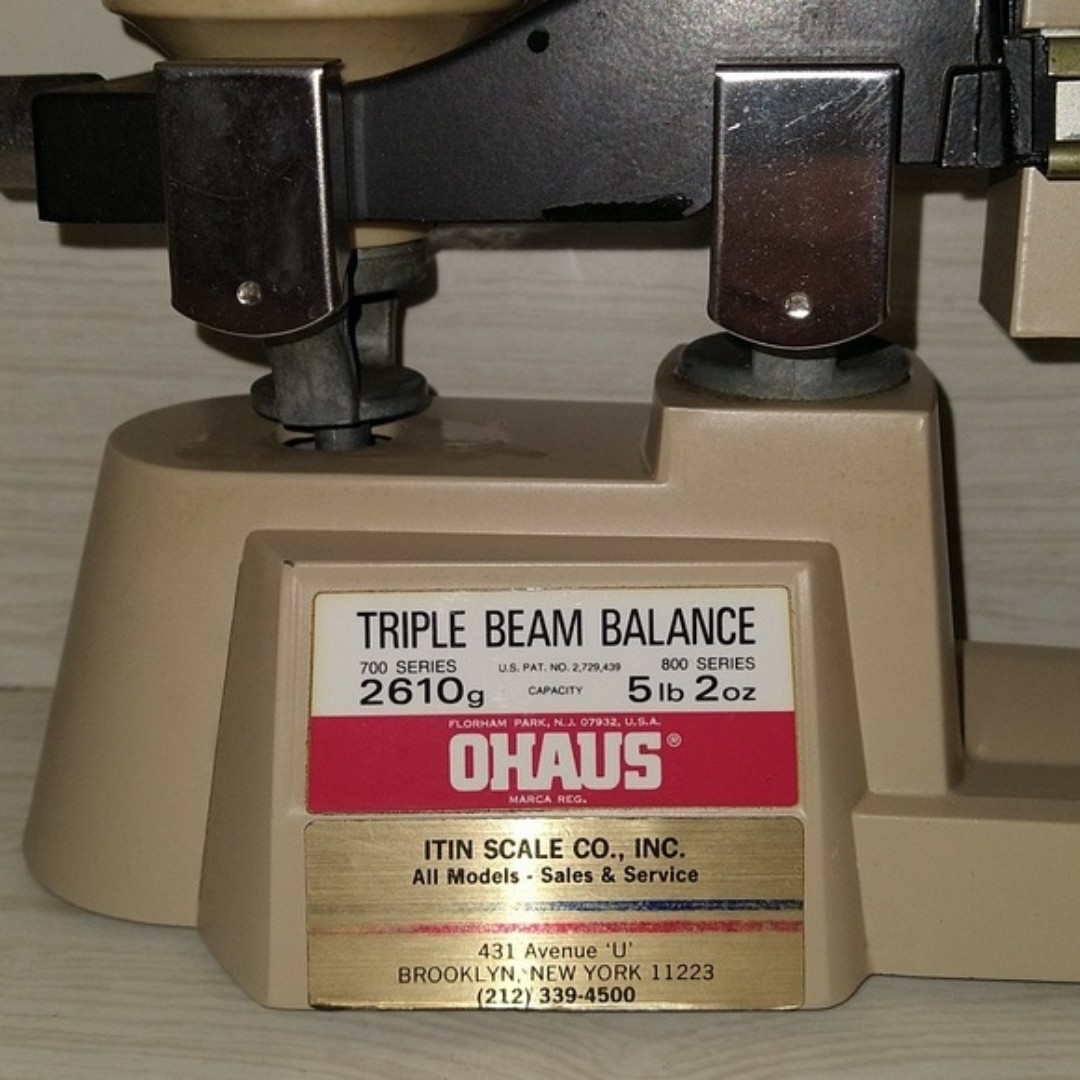 TRIPLE BEAM BALANCE
700 SERIES U.S. PAT. NO. 2,729,439 800 SERIES
2610g CAPACITY 5 lb 2 oz
FLORHAM PARK, N.J. 07932, U.S.A.
OHAUS®
MARCA REG.
ITIN SCALE CO., INC.
All Models - Sales & Service
431 Avenue 'U'
BROOKLYN, NEW YORK 11223
(212) 339-4500